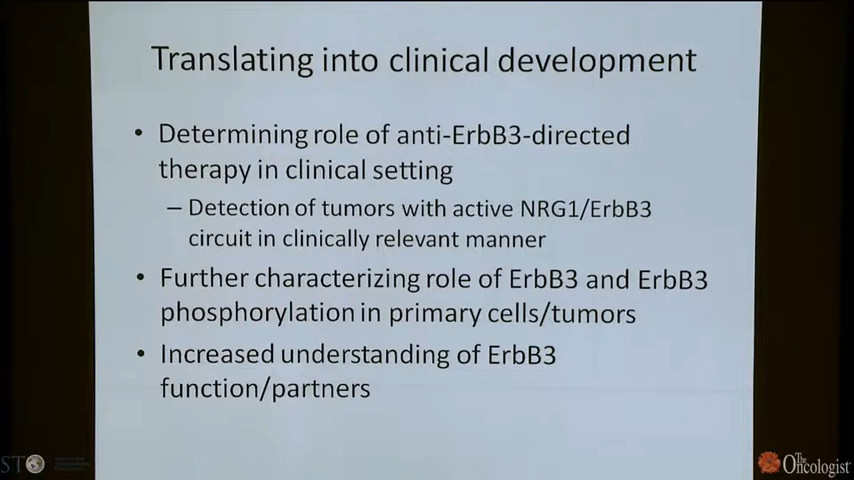 Translating into clinical development
• Determining role of anti-ErbB3-directed
therapy in clinical setting
– Detection of tumors with active NRG1/ErbB3
circuit in clinically relevant manner
• Further characterizing role of ErbB3 and ErbB3
phosphorylation in primary cells/tumors
• Increased understanding of ErbB3
function/partners
ST
The
Oncologist